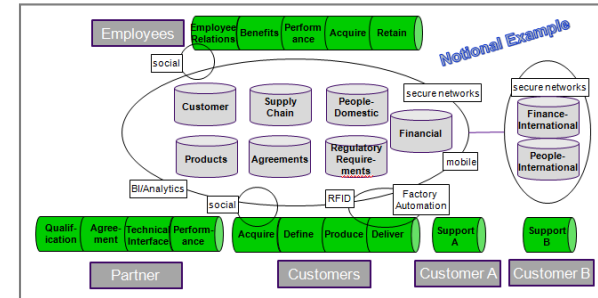 Employees
Employee
Relations
Benefits
Perform
ance
Acquire
Retain
Notional Example
social
secure networks
secure networks
Customer
Supply
Chain
People-
Domestic
Financial
Finance-
International
Products
Agreements
Regulatory
Require-
ments
People-
International
mobile
BI/Analytics
social
RFID
Factory
Automation
Qualif-
ication
Agree-
ment
Technical
Interface
Perform-
ance
Acquire
Define
Produce
Deliver
Support
A
Support
B
Partner
Customers
Customer A
Customer B